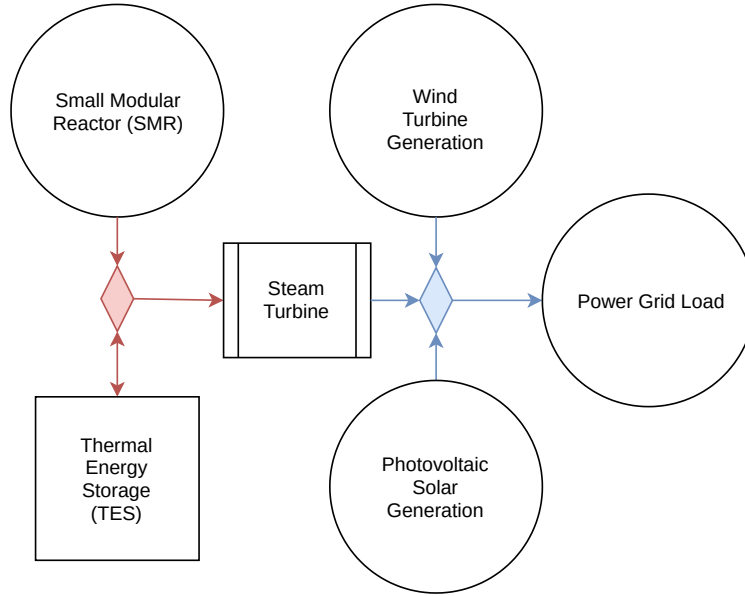 Small Modular
Reactor (SMR)
Wind
Turbine
Generation
Steam
Turbine
Power Grid Load
Thermal
Energy
Storage
(TES)
Photovoltaic
Solar
Generation